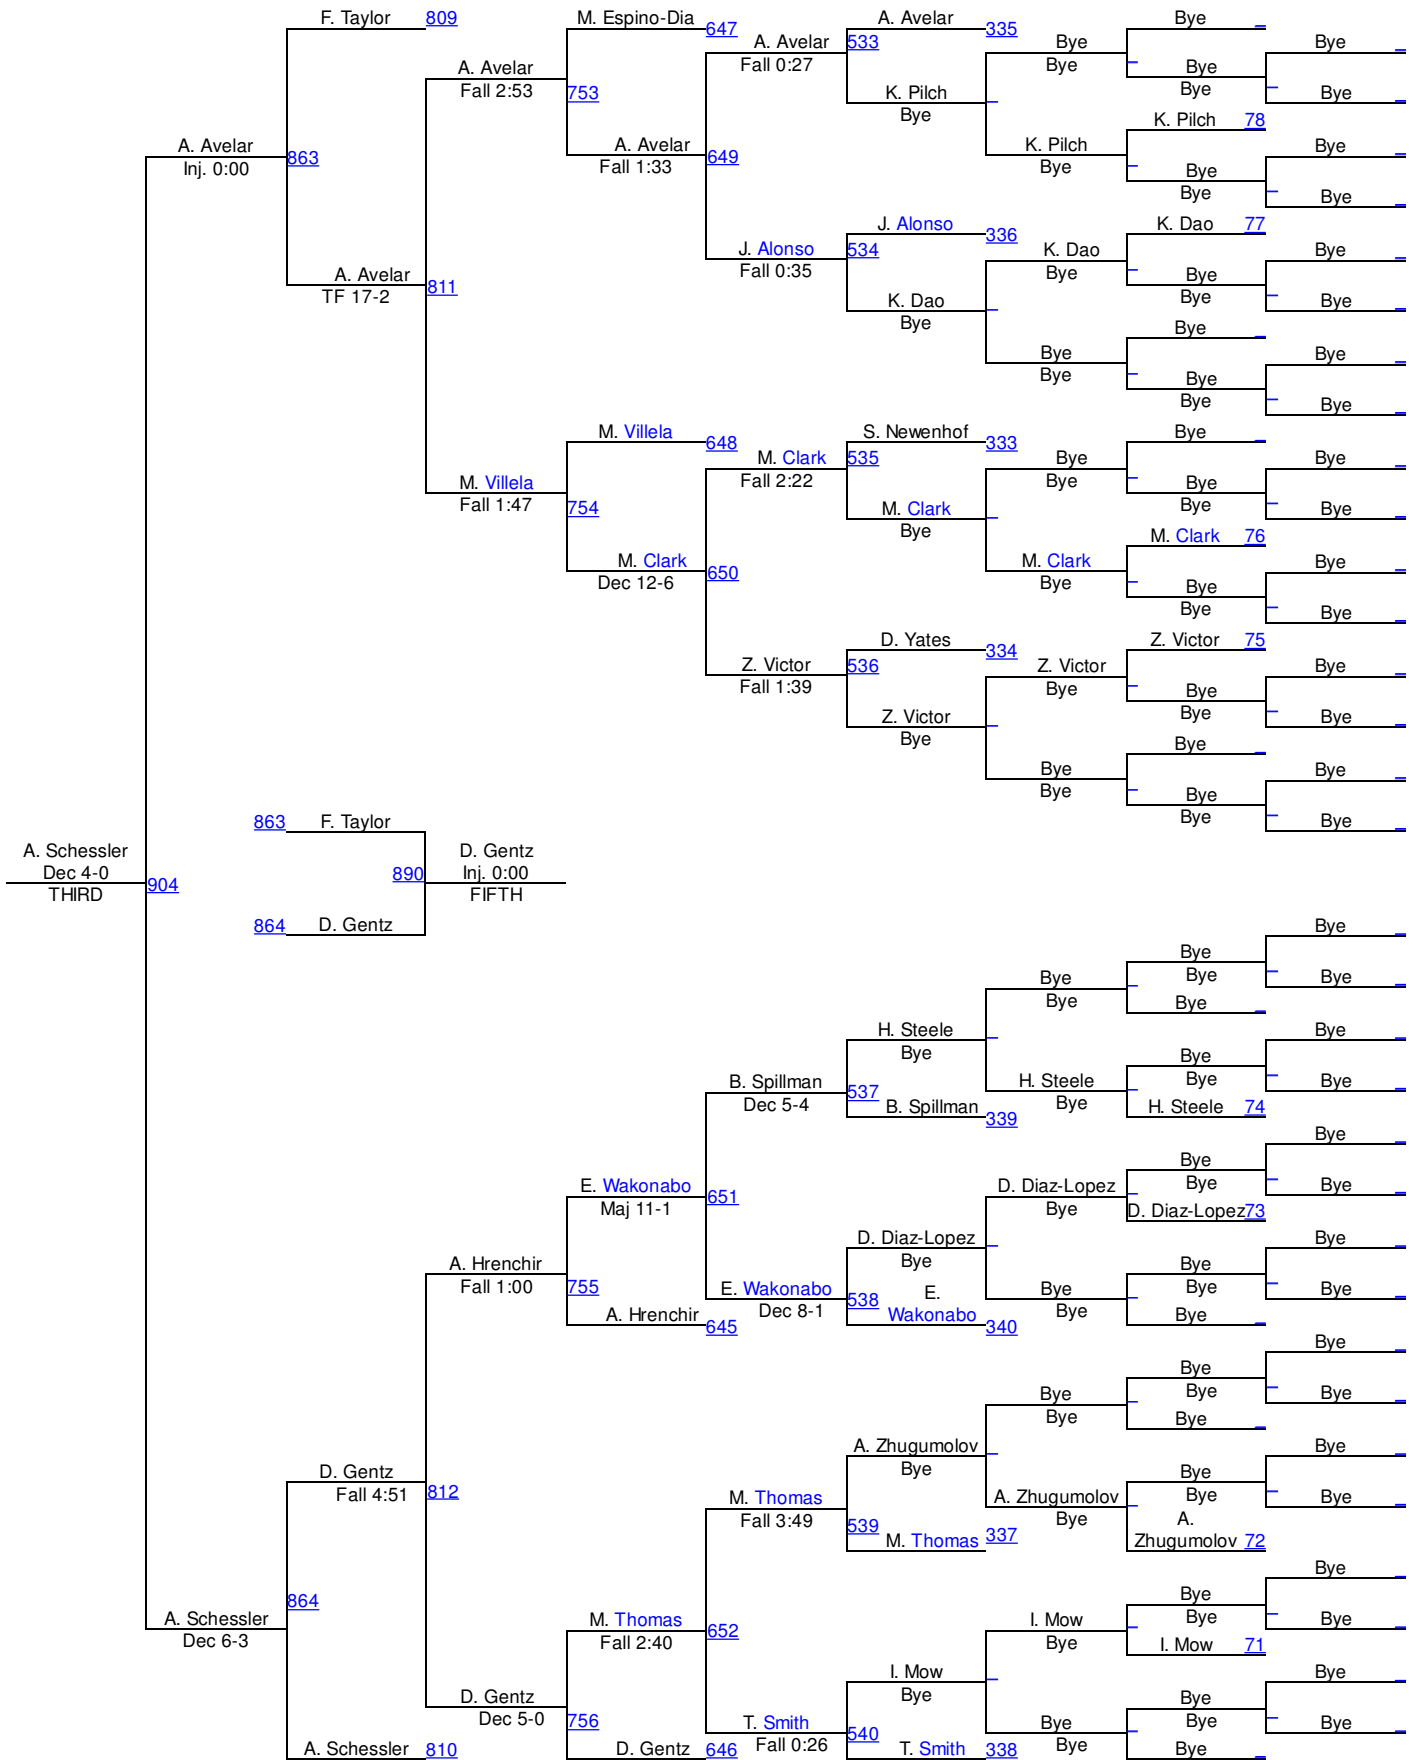 F. Taylor 809
M. Espino-Dia 647
A. Avelar 335
Bye
A. Avelar 533
Fall 0:27
Bye
Bye
Bye
A. Avelar
Fall 2:53
753
K. Pilch
Bye
Bye
Bye
Bye
K. Pilch 78
A. Avelar
Inj. 0:00
863
A. Avelar
Fall 1:33
649
K. Pilch
Bye
Bye
Bye
Bye
Bye
J. Alonso 336
K. Dao 77
J. Alonso 534
Fall 0:35
K. Dao
Bye
Bye
A. Avelar
TF 17-2
811
K. Dao
Bye
Bye
Bye
Bye
Bye
Bye
Bye
Bye
Bye
Bye
Bye
Bye
M. Villela 648
S. Newenhof 333
Bye
M. Clark 535
Fall 2:22
Bye
Bye
Bye
M. Villela
Fall 1:47
754
M. Clark
Bye
Bye
Bye
Bye
M. Clark 76
M. Clark
Dec 12-6
650
M. Clark
Bye
Bye
Bye
Bye
Bye
D. Yates 334
Z. Victor 75
Z. Victor 536
Fall 1:39
Z. Victor
Bye
Bye
Z. Victor
Bye
Bye
Bye
Bye
Bye
Bye
Bye
Bye
Bye
Bye
Bye
863 F. Taylor
A. Schessler
Dec 4-0
THIRD
904
890
D. Gentz
Inj. 0:00
FIFTH
864 D. Gentz
Bye
Bye
Bye
Bye
Bye
Bye
Bye
H. Steele
Bye
Bye
Bye
Bye
B. Spillman
Dec 5-4
537
H. Steele
Bye
Bye
B. Spillman 339
H. Steele 74
Bye
E. Wakonabo
Maj 11-1
651
D. Diaz-Lopez
Bye
Bye
Bye
Bye
D. Diaz-Lopez 73
D. Diaz-Lopez
Bye
Bye
A. Hrenchir
Fall 1:00
755
E. Wakonabo
Dec 8-1
538
E.
Wakonabo 340
Bye
Bye
Bye
Bye
Bye
A. Hrenchir 645
Bye
Bye
Bye
Bye
Bye
Bye
Bye
Bye
A. Zhugumolov
Bye
Bye
D. Gentz
Fall 4:51
812
M. Thomas
Fall 3:49
539
A. Zhugumolov
Bye
Bye
Bye
Bye
M. Thomas 337
A.
Zhugumolov 72
Bye
A. Schessler
Dec 6-3
864
M. Thomas
Fall 2:40
652
I. Mow
Bye
Bye
Bye
Bye
I. Mow 71
I. Mow
Bye
Bye
D. Gentz
Dec 5-0
756
T. Smith
Fall 0:26
540
Bye
Bye
Bye
Bye
Bye
A. Schessler 810
D. Gentz 646
T. Smith 338
Bye